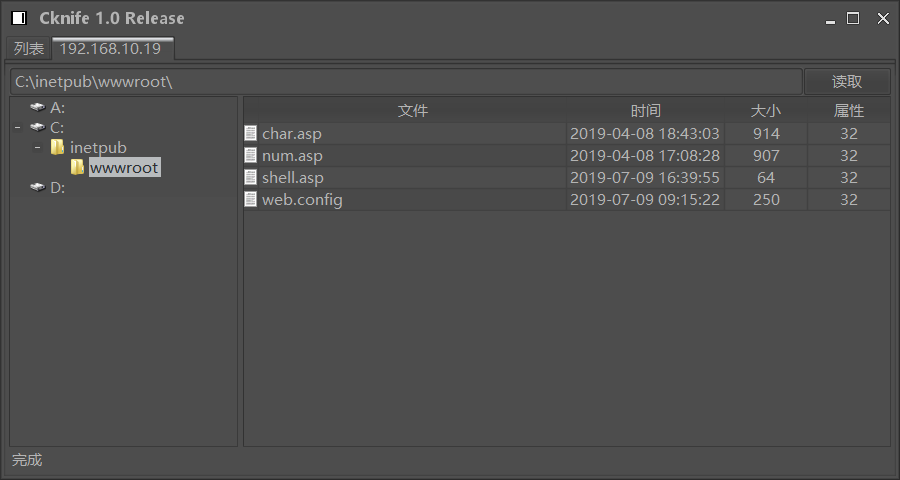 Cknife 1.0 Release
列表 192.168.10.19
C:\inetpub\wwwroot\ 读取
A:
C:
inetpub
wwwroot
D:
文件 时间 大小 属性
char.asp 2019-04-08 18:43:03 914 32
num.asp 2019-04-08 17:08:28 907 32
shell.asp 2019-07-09 16:39:55 64 32
web.config 2019-07-09 09:15:22 250 32
完成